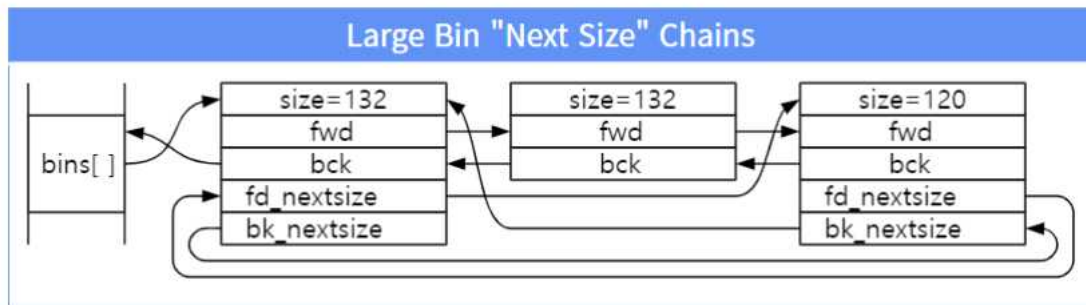 Large Bin "Next Size" Chains
size=132 size=132 size=120
fwd fwd fwd
bins[ ] bck bck bck
fd_nextsize fd_nextsize
bk_nextsize bk_nextsize